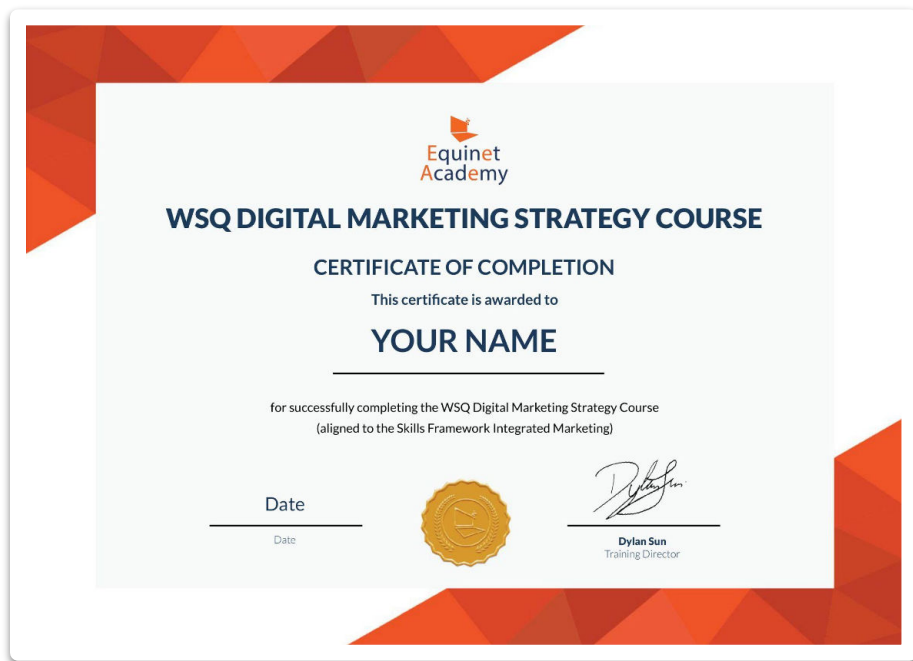 Equinet
Academy
WSQ DIGITAL MARKETING STRATEGY COURSE
CERTIFICATE OF COMPLETION
This certificate is awarded to
YOUR NAME
for successfully completing the WSQ Digital Marketing Strategy Course
(aligned to the Skills Framework Integrated Marketing)
Date
Date
Dylan Sun
Dylan Sun
Training Director